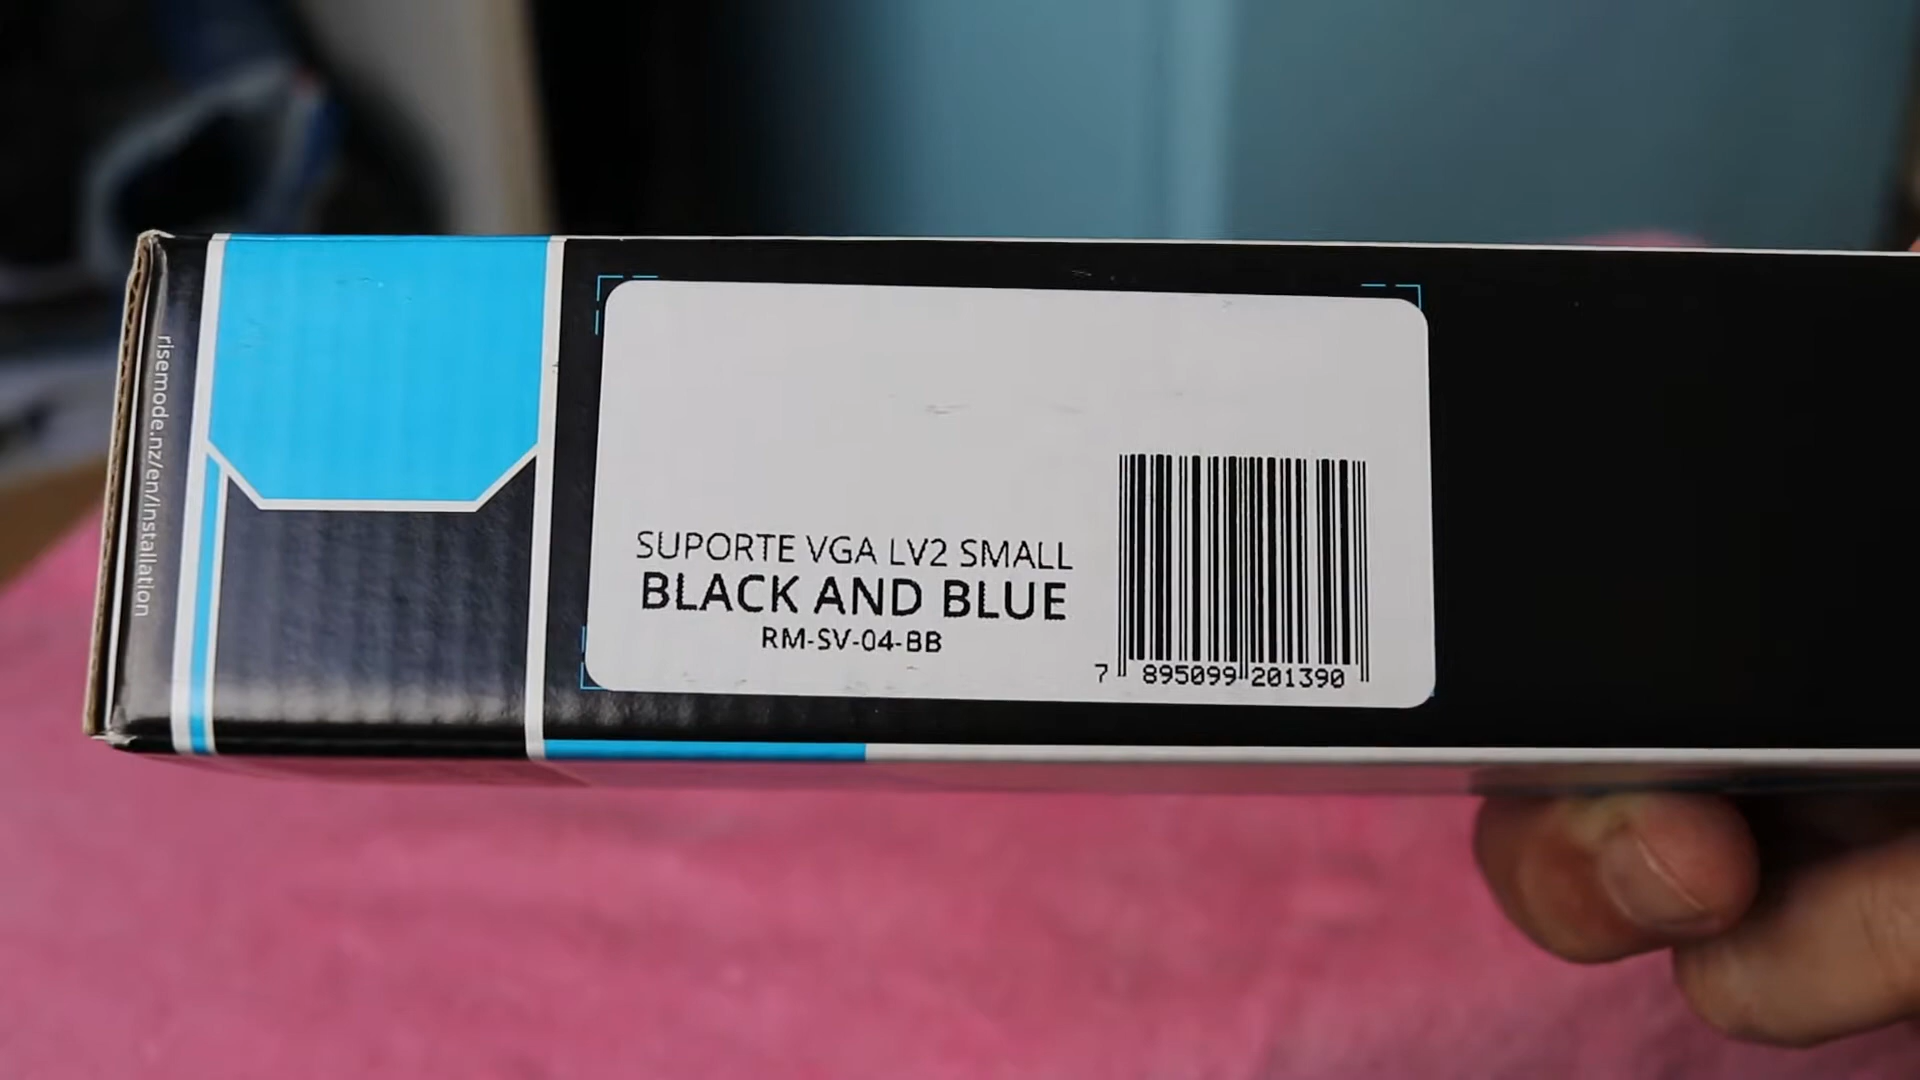 risemode.nz/en/installation
SUPORTE VGA LV2 SMALL
BLACK AND BLUE
RM-SV-04-BB
7 895099 201390